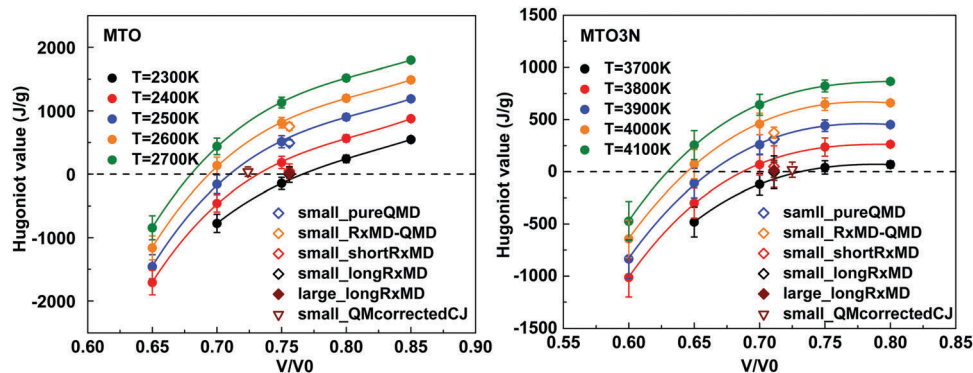 MTO
T=2300K
T=2400K
T=2500K
T=2600K
T=2700K
small_pureQMD
small_RxMD-QMD
small_shortRxMD
small_longRxMD
large_longRxMD
small_QMcorrectedCJ
Hugoniot value (J/g)
2000
1000
0
-1000
-2000
0.60 0.65 0.70 0.75 0.80 0.85 0.90
V/V0
MTO3N
T=3700K
T=3800K
T=3900K
T=4000K
T=4100K
samll_pureQMD
small_RxMD-QMD
small_shortRxMD
small_longRxMD
large_longRxMD
small_QMcorrectedCJ
Hugoniot value (J/g)
1500
1000
500
0
-500
-1000
-1500
0.55 0.60 0.65 0.70 0.75 0.80 0.85
V/V0